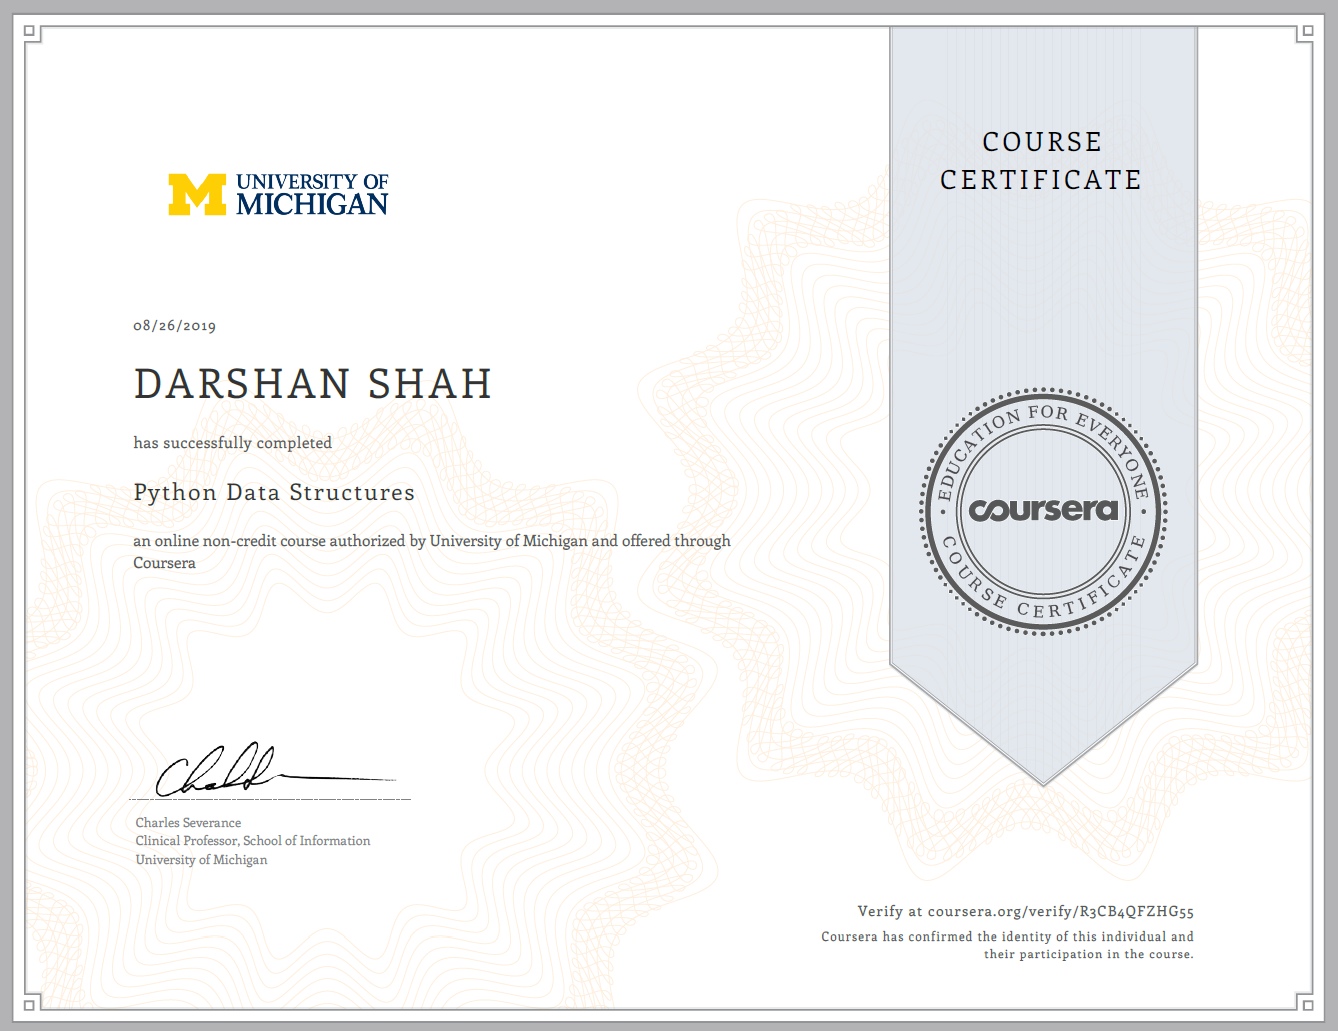 UNIVERSITY OF
MICHIGAN
COURSE
CERTIFICATE
08/26/2019
DARSHAN SHAH
has successfully completed
Python Data Structures
an online non-credit course authorized by University of Michigan and offered through
Coursera
EDUCATION FOR EVERYONE
coursera
COURSE CERTIFICATE
Charles Severance
Clinical Professor, School of Information
University of Michigan
Verify at coursera.org/verify/R3CB4QFZHG55
Coursera has confirmed the identity of this individual and
their participation in the course.